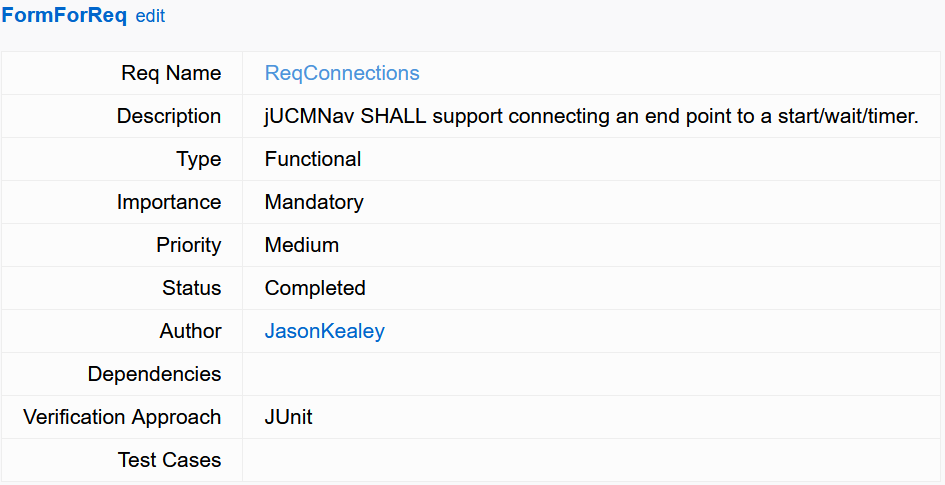 FormForReq edit
Req Name ReqConnections
Description jUCMNav SHALL support connecting an end point to a start/wait/timer.
Type Functional
Importance Mandatory
Priority Medium
Status Completed
Author JasonKealey
Dependencies
Verification Approach JUnit
Test Cases